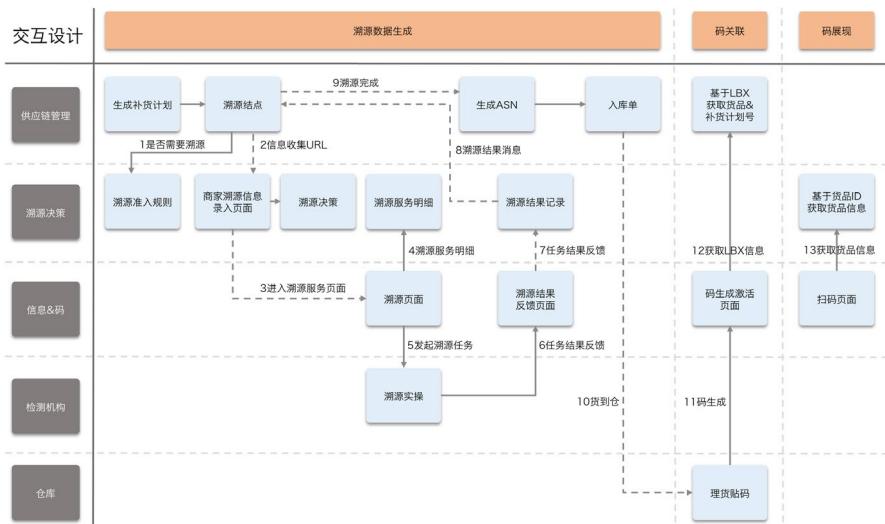 交互设计
溯源数据生成
码关联
码展现
供应链管理
生成补货计划
溯源结点
9溯源完成
生成ASN
入库单
基于LBX
获取货品&
补货计划号
1是否需要溯源
2信息收集URL
8溯源结果消息
溯源决策
溯源准入规则
商家溯源信息
录入页面
溯源决策
溯源服务明细
溯源结果记录
基于货品ID
获取货品信息
4溯源服务明细
7任务结果反馈
12获取LBX信息
13获取货品信息
信息&码
3进入溯源服务页面
溯源页面
溯源结果
反馈页面
码生成激活
页面
扫码页面
5发起溯源任务
6任务结果反馈
检测机构
溯源实操
10货到仓
11码生成
仓库
理货贴码